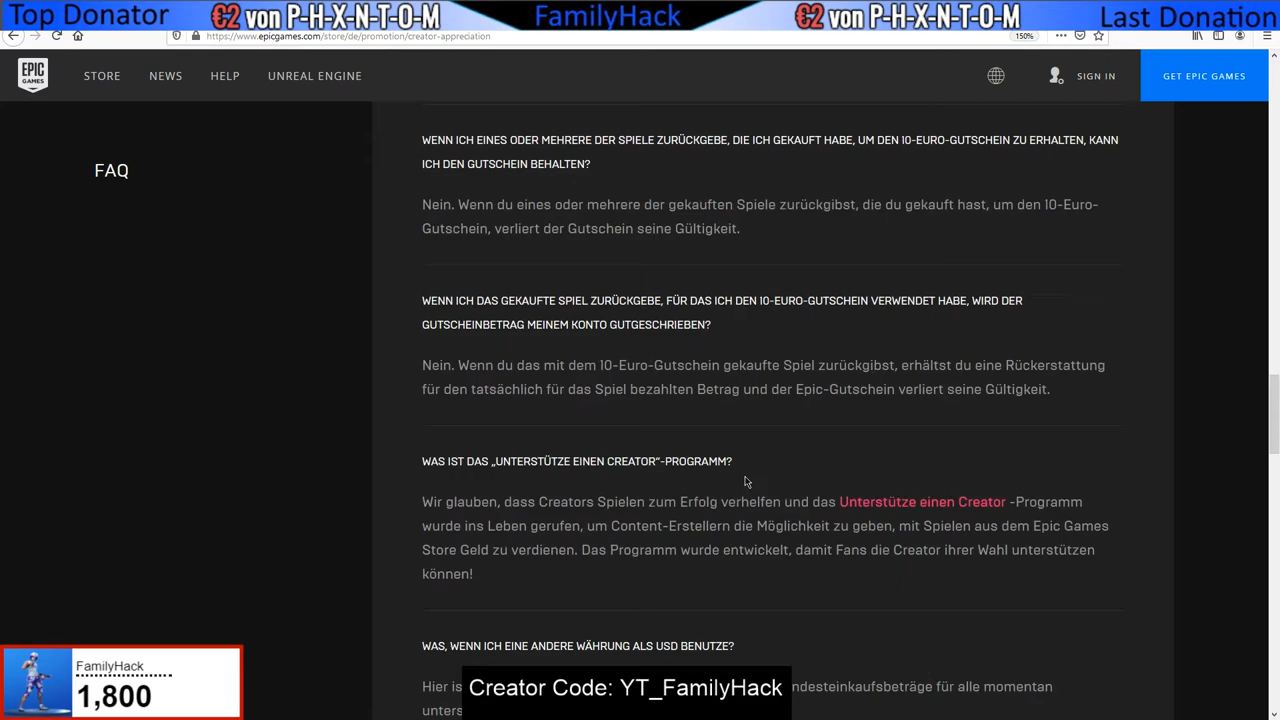 Top Donator
€2 von P-H-X-N-T-O-M
FamilyHack
€2 von P-H-X-N-T-O-M
Last Donation
https://www.epicgames.com/store/de/promotion/creator-appreciation
150%
EPIC
GAMES
STORE
NEWS
HELP
UNREAL ENGINE
SIGN IN
GET EPIC GAMES
FAQ
WENN ICH EINES ODER MEHRERE DER SPIELE ZURÜCKGEBE, DIE ICH GEKAUFT HABE, UM DEN 10-EURO-GUTSCHEIN ZU ERHALTEN, KANN
ICH DEN GUTSCHEIN BEHALTEN?
Nein. Wenn du eines oder mehrere der gekauften Spiele zurückgibst, die du gekauft hast, um den 10-Euro-
Gutschein, verliert der Gutschein seine Gültigkeit.
WENN ICH DAS GEKAUFTE SPIEL ZURÜCKGEBE, FÜR DAS ICH DEN 10-EURO-GUTSCHEIN VERWENDET HABE, WIRD DER
GUTSCHEINBETRAG MEINEM KONTO GUTGESCHRIEBEN?
Nein. Wenn du das mit dem 10-Euro-Gutschein gekaufte Spiel zurückgibst, erhältst du eine Rückerstattung
für den tatsächlich für das Spiel bezahlten Betrag und der Epic-Gutschein verliert seine Gültigkeit.
WAS IST DAS „UNTERSTÜTZE EINEN CREATOR“-PROGRAMM?
Wir glauben, dass Creators Spielen zum Erfolg verhelfen und das Unterstütze einen Creator -Programm
wurde ins Leben gerufen, um Content-Erstellern die Möglichkeit zu geben, mit Spielen aus dem Epic Games
Store Geld zu verdienen. Das Programm wurde entwickelt, damit Fans die Creator ihrer Wahl unterstützen
können!
WAS, WENN ICH EINE ANDERE WÄHRUNG ALS USD BENUTZE?
Hier is ndesteinkaufsbeträge für alle momentan
unters
FamilyHack
1,800
Creator Code: YT_FamilyHack